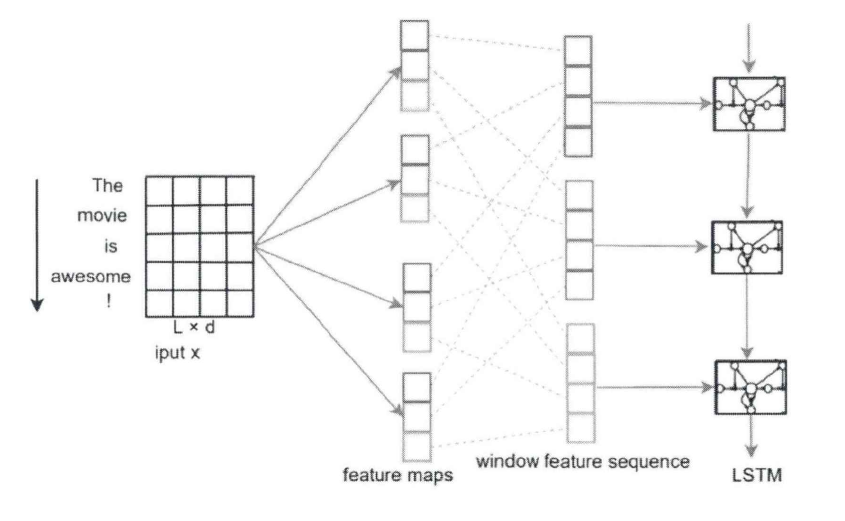 The
movie
is
awesome
!
L × d
iput x
feature maps
window feature sequence
LSTM